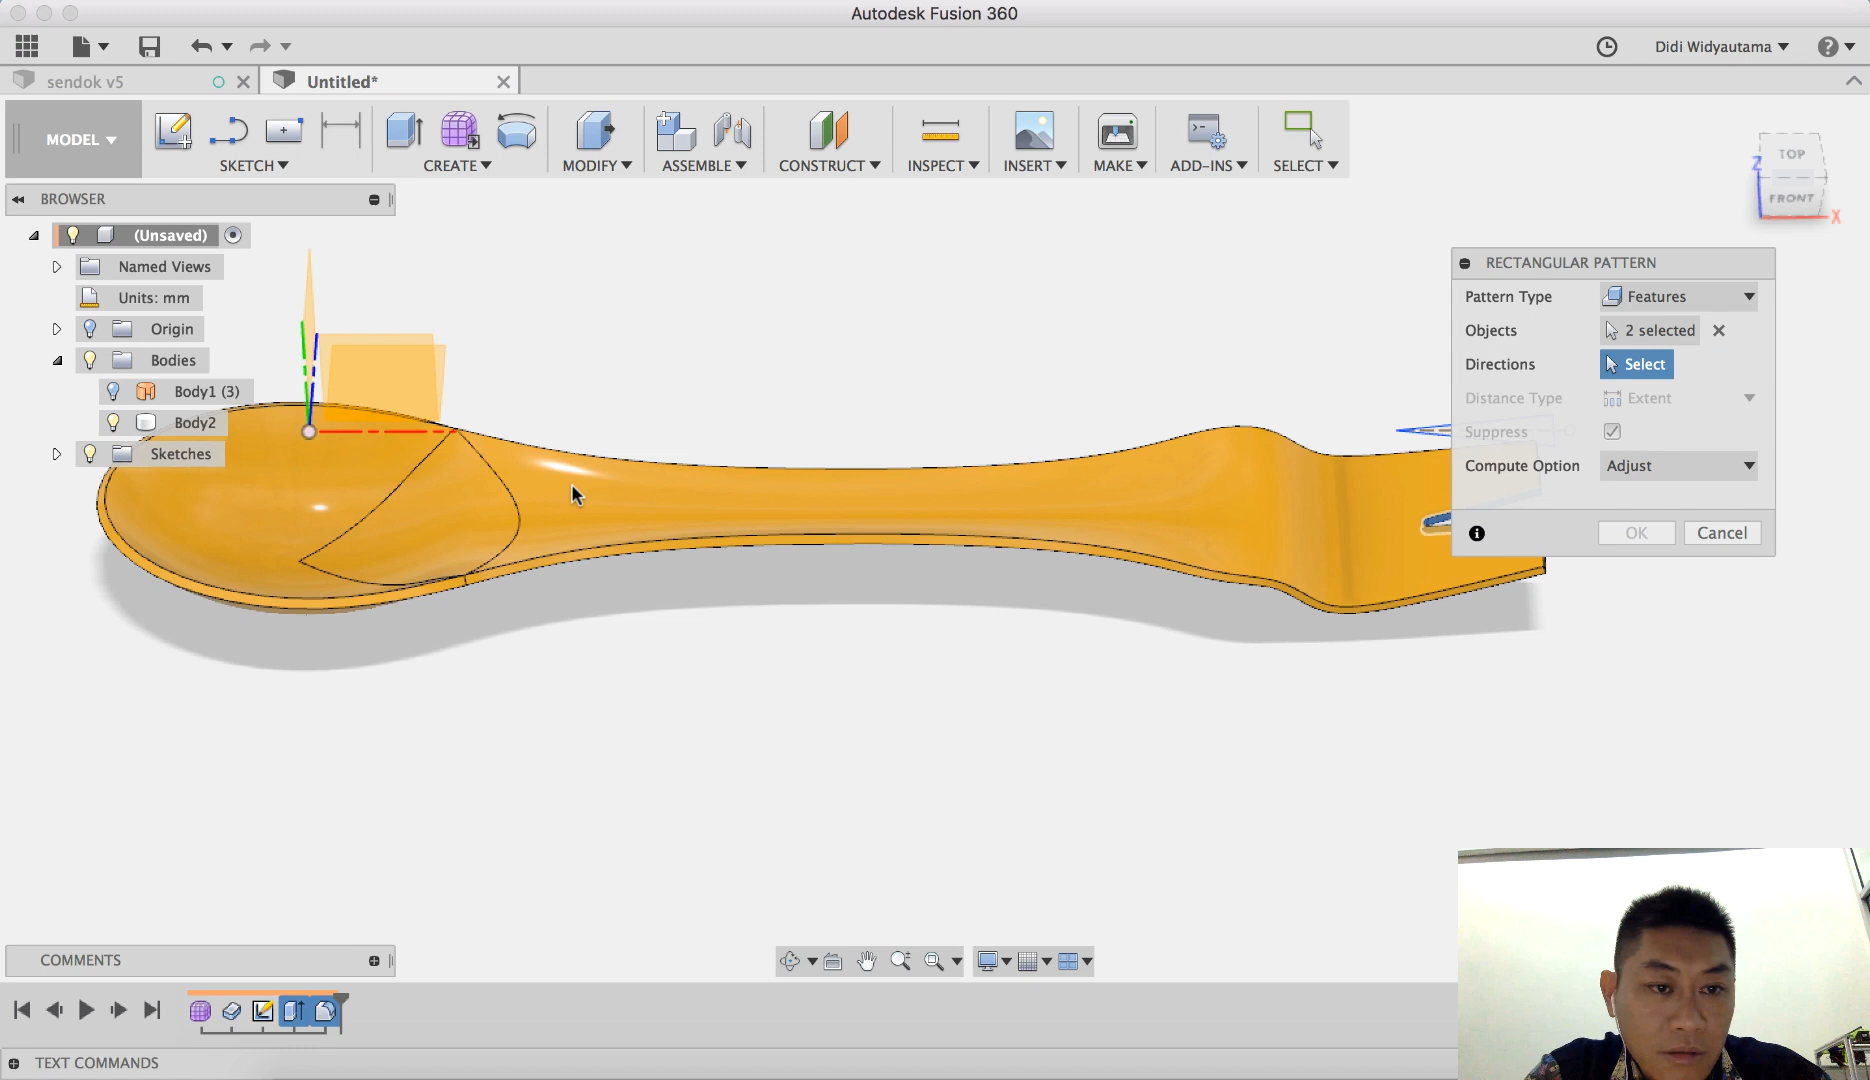 Autodesk Fusion 360
Didi Widyautama
sendok v5
Untitled*
MODEL
SKETCH
CREATE
MODIFY
ASSEMBLE
CONSTRUCT
INSPECT
INSERT
MAKE
ADD-INS
SELECT
BROWSER
(Unsaved)
Named Views
Units: mm
Origin
Bodies
Body1 (3)
Body2
Sketches
TOP
Z
FRONT
X
RECTANGULAR PATTERN
Pattern Type Features
Objects 2 selected
Directions Select
Distance Type Extent
Suppress
Compute Option Adjust
OK Cancel
COMMENTS
TEXT COMMANDS